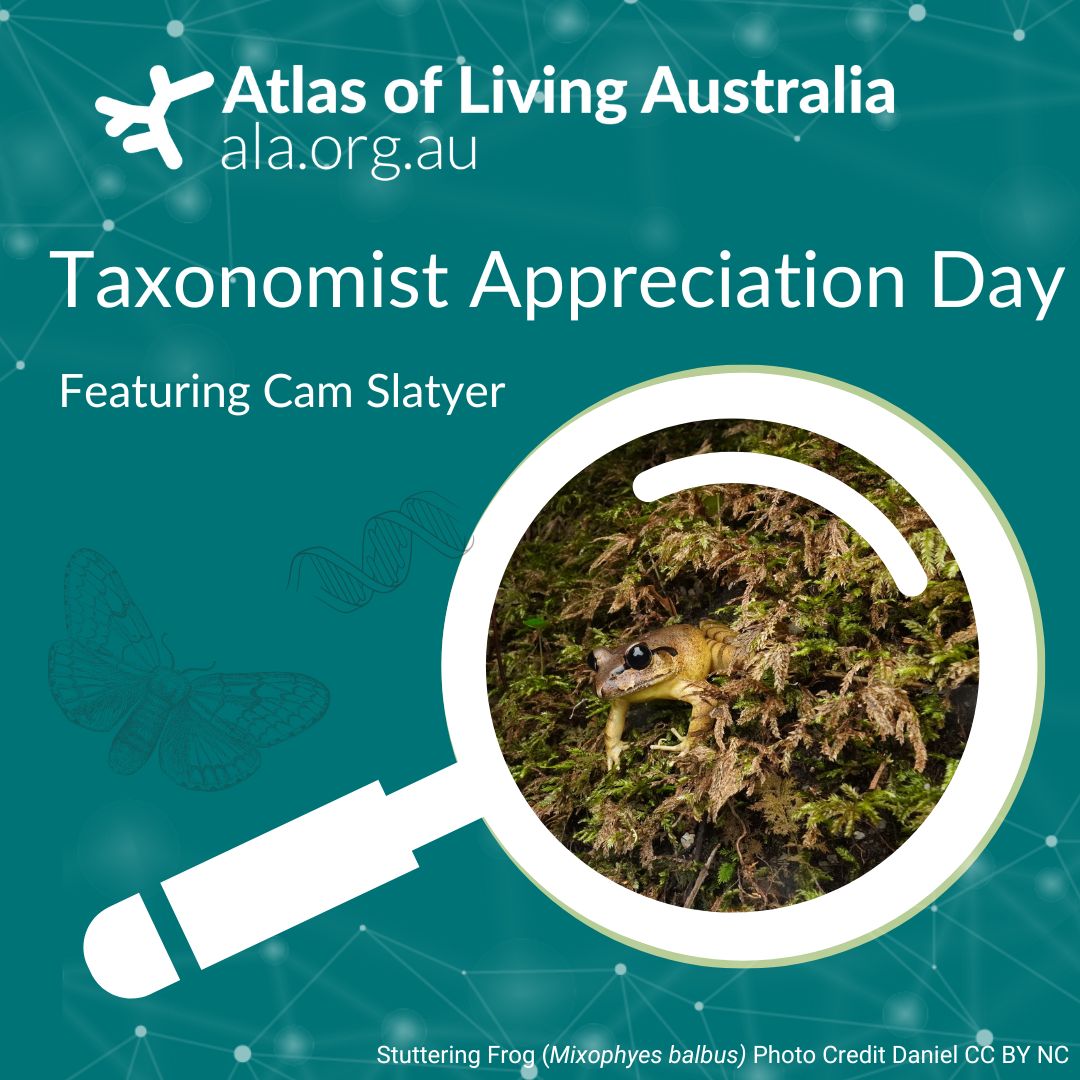 Atlas of Living Australia
ala.org.au
Taxonomist Appreciation Day
Featuring Cam Slatyer
Stuttering Frog (Mixophyes balbus) Photo Credit Daniel CC BY NC